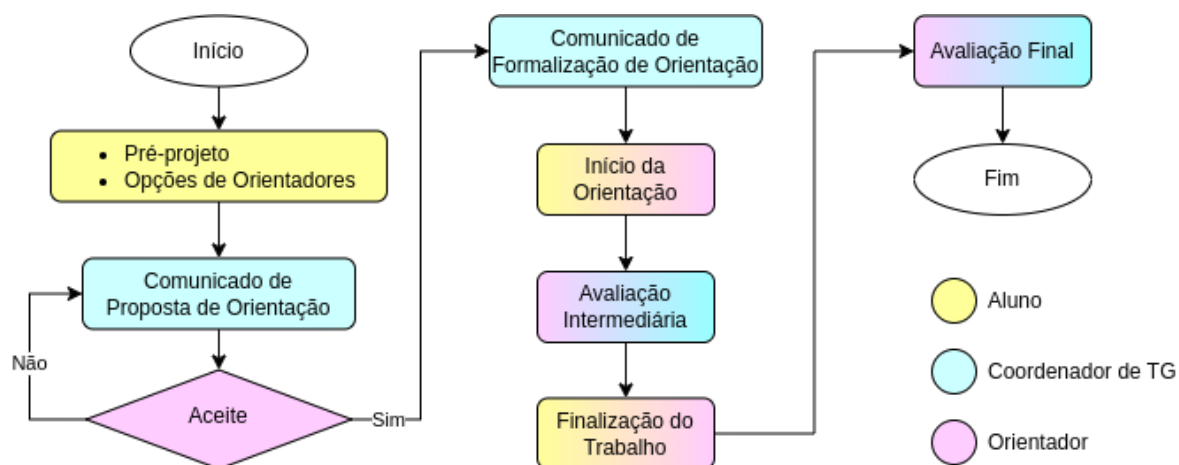 Início
• Pré-projeto
• Opções de Orientadores
Comunicado de
Proposta de Orientação
Não
Aceite
Sim
Comunicado de
Formalização de Orientação
Início da
Orientação
Avaliação
Intermediária
Finalização do
Trabalho
Avaliação Final
Fim
Aluno
Coordenador de TG
Orientador